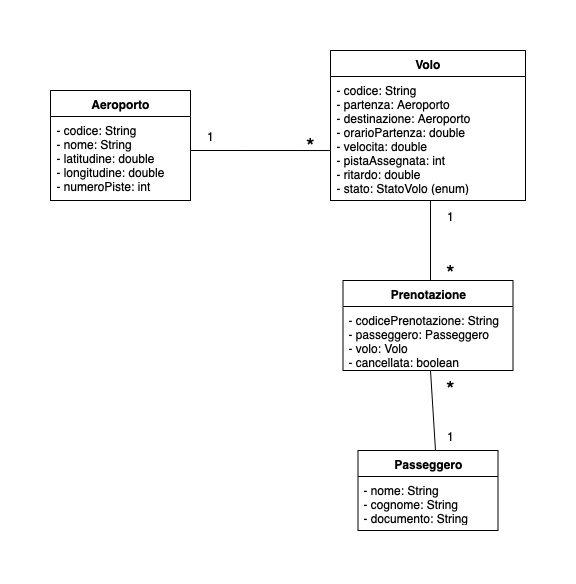 Aeroporto
- codice: String
- nome: String
- latitudine: double
- longitudine: double
- numeroPiste: int
1
*
Volo
- codice: String
- partenza: Aeroporto
- destinazione: Aeroporto
- orarioPartenza: double
- velocita: double
- pistaAssegnata: int
- ritardo: double
- stato: StatoVolo (enum)
1
*
Prenotazione
- codicePrenotazione: String
- passeggero: Passeggero
- volo: Volo
- cancellata: boolean
*
1
Passeggero
- nome: String
- cognome: String
- documento: String